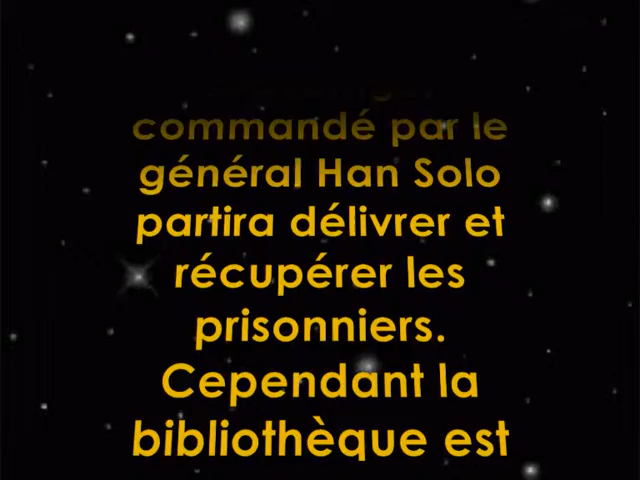 commandé par le
général Han Solo
partira délivrer et
récupérer les
prisonniers.
Cependant la
bibliothèque est